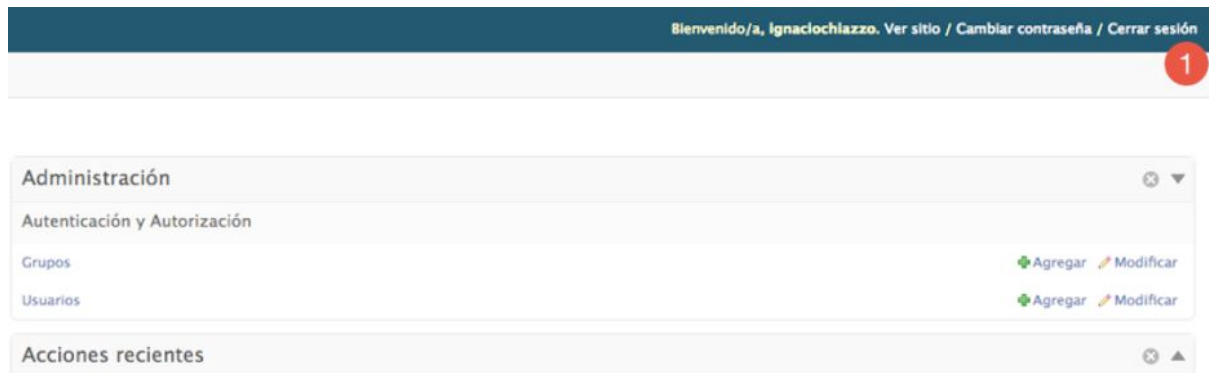 Bienvenido/a, Ignaciochiazzo. Ver sitio / Cambiar contraseña / Cerrar sesión
1
Administración
Autenticación y Autorización
Grupos Agregar Modificar
Usuarios Agregar Modificar
Acciones recientes